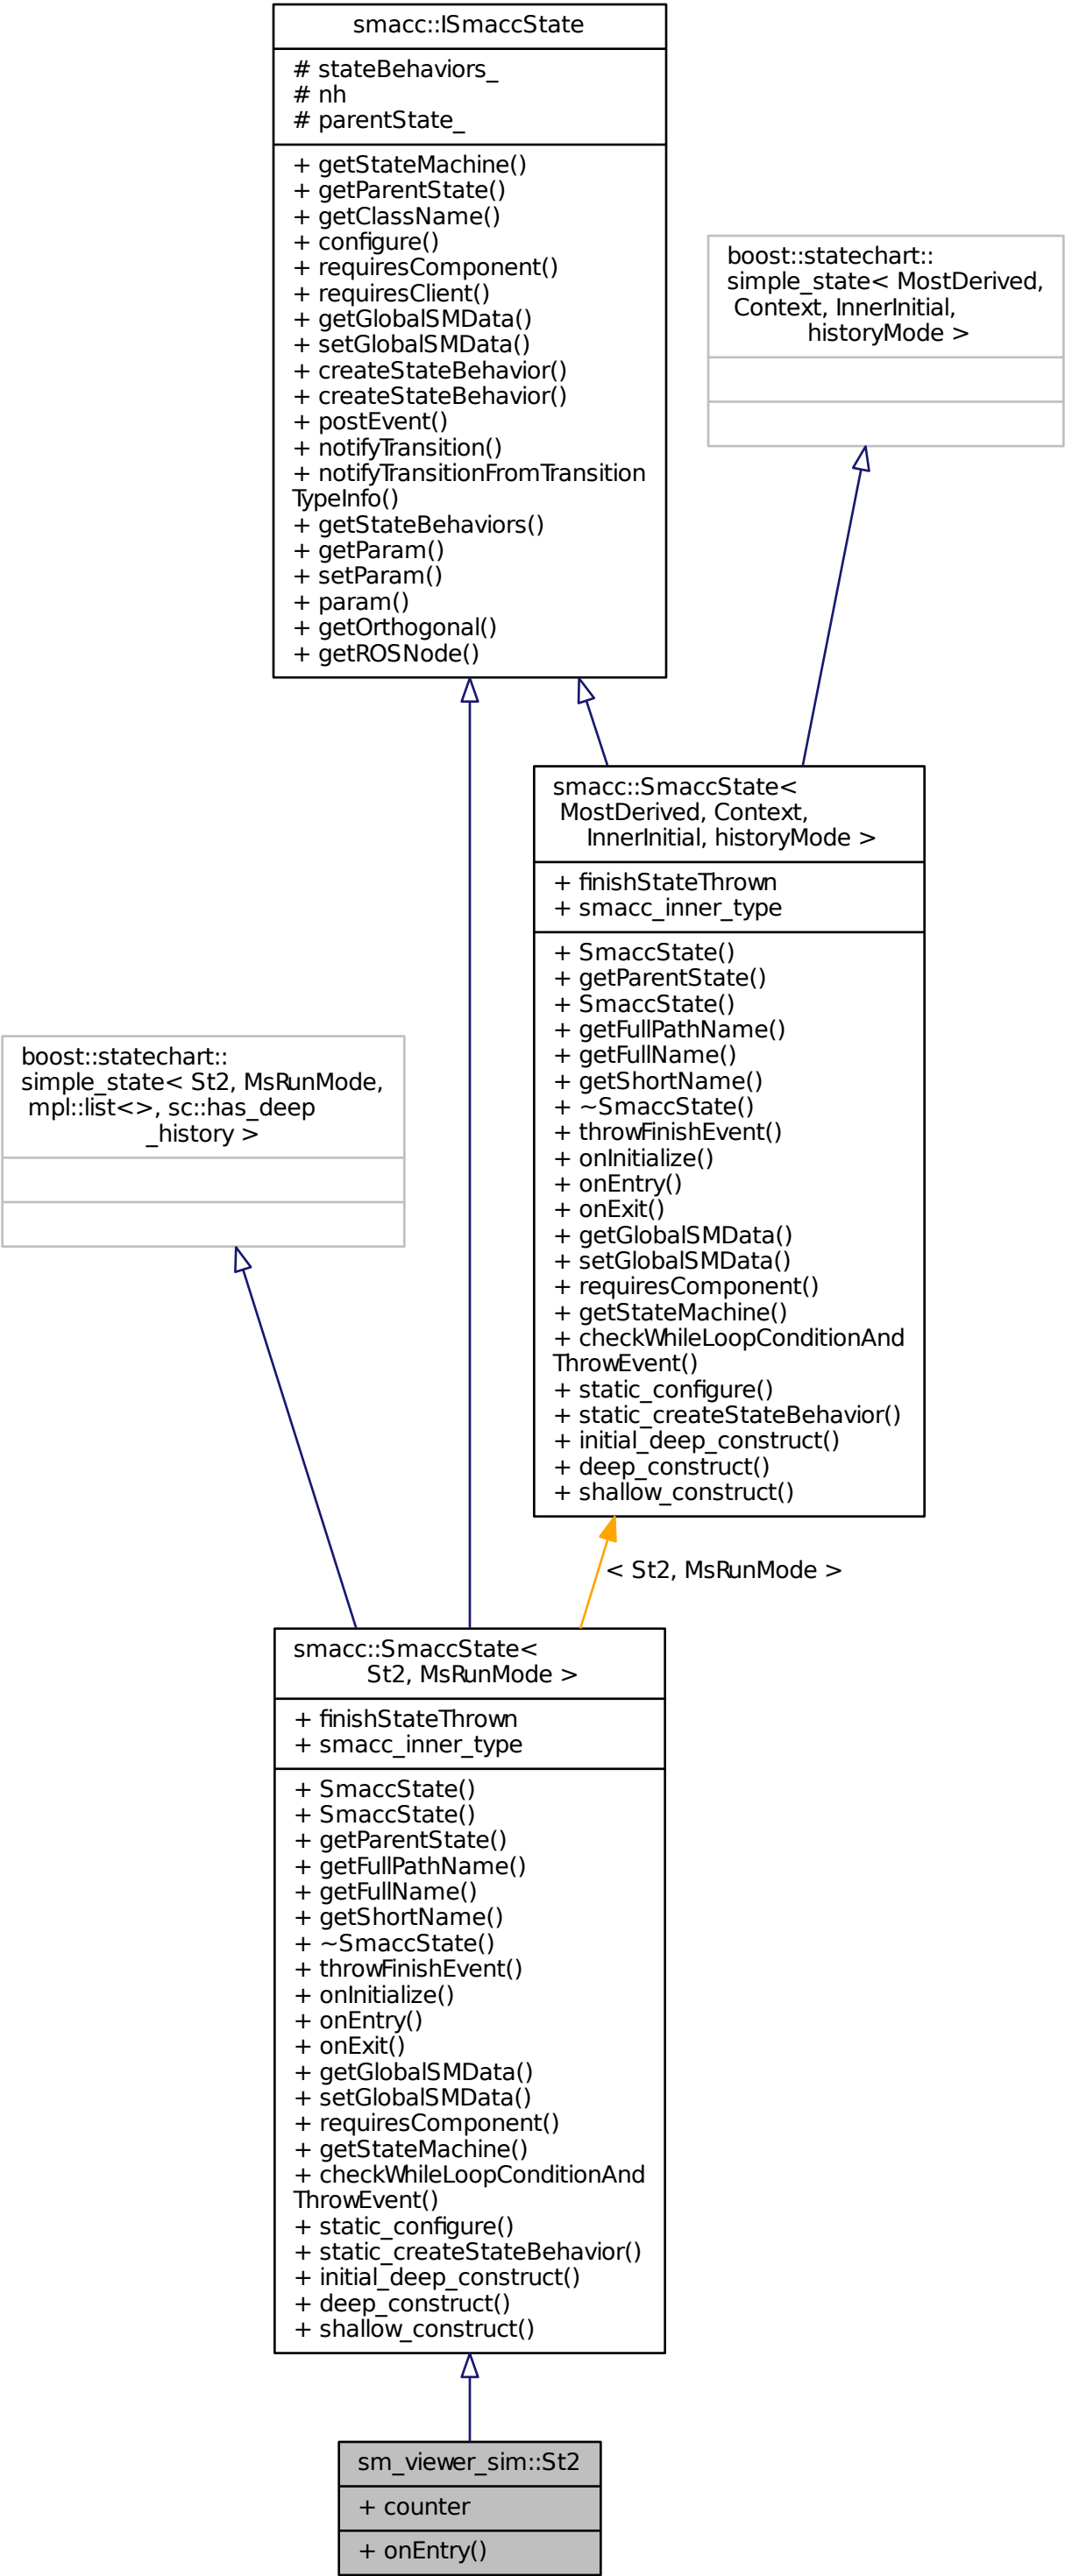 smacc::ISmaccState
# stateBehaviors_
# nh
# parentState_
+ getStateMachine()
+ getParentState()
+ getClassName()
+ configure()
+ requiresComponent()
+ requiresClient()
+ getGlobalSMData()
+ setGlobalSMData()
+ createStateBehavior()
+ createStateBehavior()
+ postEvent()
+ notifyTransition()
+ notifyTransitionFromTransition
TypeInfo()
+ getStateBehaviors()
+ getParam()
+ setParam()
+ param()
+ getOrthogonal()
+ getROSNode()
boost::statechart::
simple_state< MostDerived,
Context, InnerInitial,
historyMode >
smacc::SmaccState<
MostDerived, Context,
InnerInitial, historyMode >
+ finishStateThrown
+ smacc_inner_type
+ SmaccState()
+ getParentState()
+ SmaccState()
+ getFullPathName()
+ getFullName()
+ getShortName()
+ ~SmaccState()
+ throwFinishEvent()
+ onInitialize()
+ onEntry()
+ onExit()
+ getGlobalSMData()
+ setGlobalSMData()
+ requiresComponent()
+ getStateMachine()
+ checkWhileLoopConditionAnd
ThrowEvent()
+ static_configure()
+ static_createStateBehavior()
+ initial_deep_construct()
+ deep_construct()
+ shallow_construct()
boost::statechart::
simple_state< St2, MsRunMode,
mpl::list<>, sc::has_deep
_history >
< St2, MsRunMode >
smacc::SmaccState<
St2, MsRunMode >
+ finishStateThrown
+ smacc_inner_type
+ SmaccState()
+ SmaccState()
+ getParentState()
+ getFullPathName()
+ getFullName()
+ getShortName()
+ ~SmaccState()
+ throwFinishEvent()
+ onInitialize()
+ onEntry()
+ onExit()
+ getGlobalSMData()
+ setGlobalSMData()
+ requiresComponent()
+ getStateMachine()
+ checkWhileLoopConditionAnd
ThrowEvent()
+ static_configure()
+ static_createStateBehavior()
+ initial_deep_construct()
+ deep_construct()
+ shallow_construct()
sm_viewer_sim::St2
+ counter
+ onEntry()